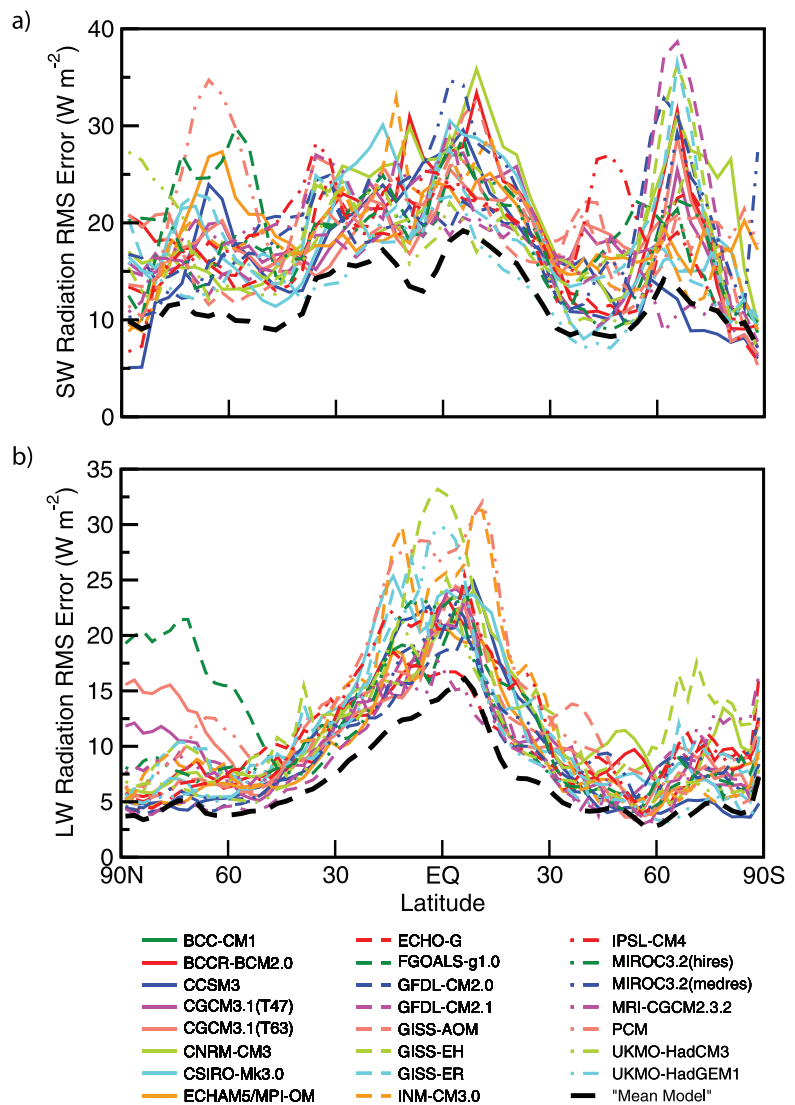 a)
SW Radiation RMS Error (W m-2)
40
30
20
10
0
b)
LW Radiation RMS Error (W m-2)
35
30
25
20
15
10
5
0
90N 60 30 EQ 30 60 90S
Latitude
BCC-CM1 ECHO-G IPSL-CM4
BCCR-BCM2.0 FGOALS-g1.0 MIROC3.2(hires)
CCSM3 GFDL-CM2.0 MIROC3.2(medres)
CGCM3.1(T47) GFDL-CM2.1 MRI-CGCM2.3.2
CGCM3.1(T63) GISS-AOM PCM
CNRM-CM3 GISS-EH UKMO-HadCM3
CSIRO-Mk3.0 GISS-ER UKMO-HadGEM1
ECHAM5/MPI-OM INM-CM3.0 "Mean Model"